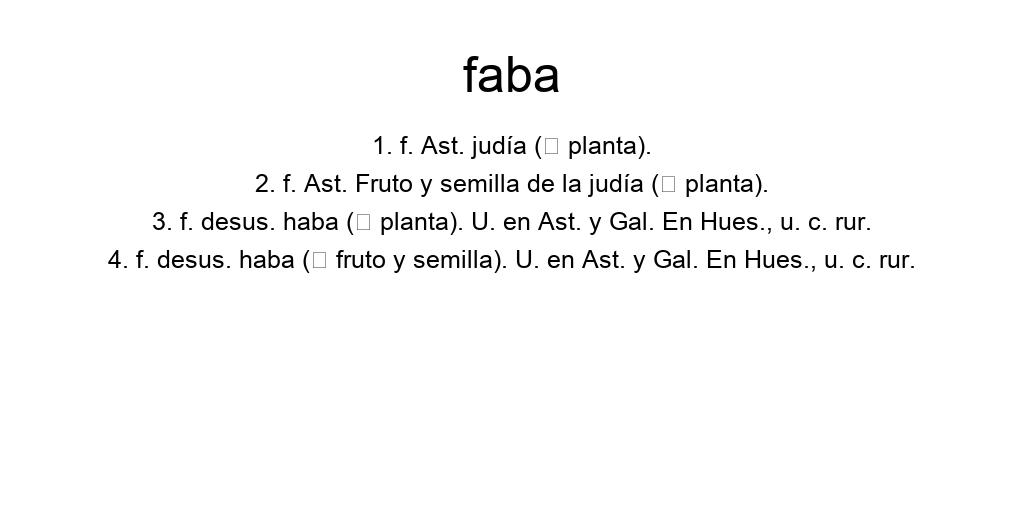 faba
1. f. Ast. judía (▯ planta).
2. f. Ast. Fruto y semilla de la judía (▯ planta).
3. f. desus. haba (▯ planta). U. en Ast. y Gal. En Hues., u. c. rur.
4. f. desus. haba (▯ fruto y semilla). U. en Ast. y Gal. En Hues., u. c. rur.